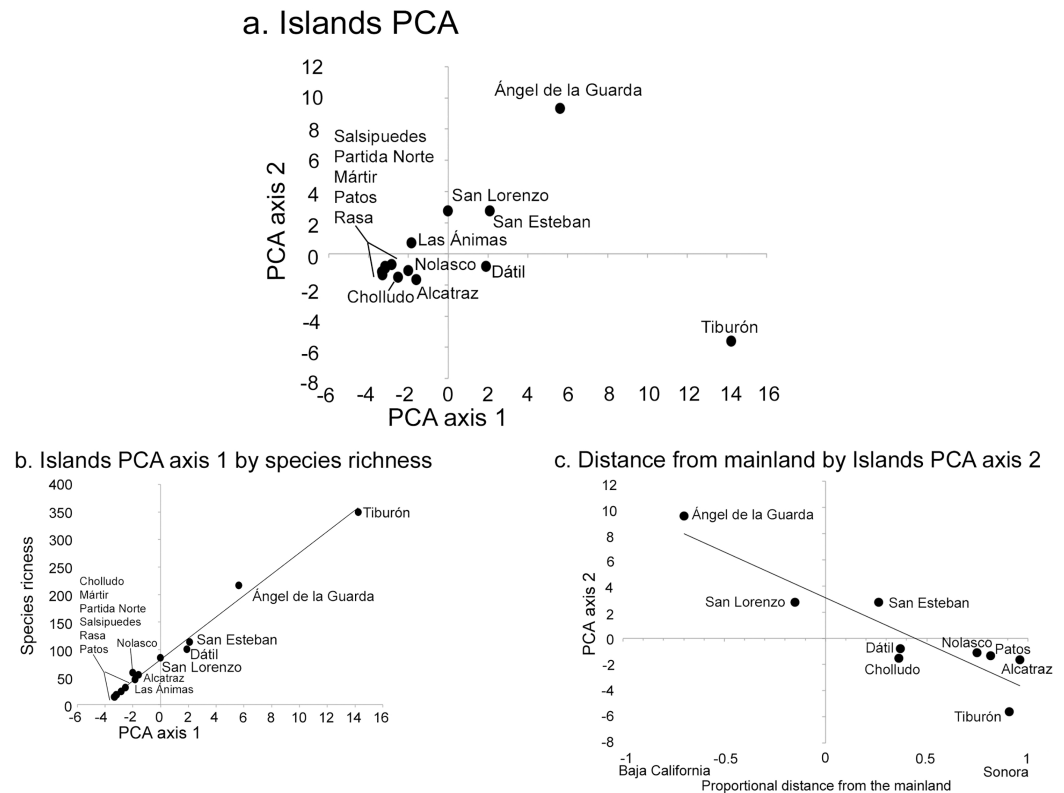 a. Islands PCA
12
10
8
6
4
2
0
-2
-4
-6
-8
PCA axis 2
Ángel de la Guarda
Salsipuedes
Partida Norte
Mártir
Patos
Rasa
San Lorenzo
San Esteban
Las Ánimas
Nolasco
Dátil
Cholludo
Alcatraz
Tiburón
-6 -4 -2 0 2 4 6 8 10 12 14 16
PCA axis 1
b. Islands PCA axis 1 by species richness
400
350
300
250
200
150
100
50
0
Species ricness
Tiburón
Ángel de la Guarda
Cholludo
Mártir
Partida Norte
Salsipuedes
Rasa
Patos
Nolasco
San Esteban
Dátil
San Lorenzo
Alcatraz
Las Ánimas
-6 -4 -2 0 2 4 6 8 10 12 14 16
PCA axis 1
c. Distance from mainland by Islands PCA axis 2
12
10
8
6
4
2
0
-2
-4
-6
-8
PCA axis 2
Ángel de la Guarda
San Lorenzo
San Esteban
Dátil
Cholludo
Nolasco
Patos
Alcatraz
Tiburón
-1 -0.5 0 0.5 1
Baja California
Sonora
Proportional distance from the mainland